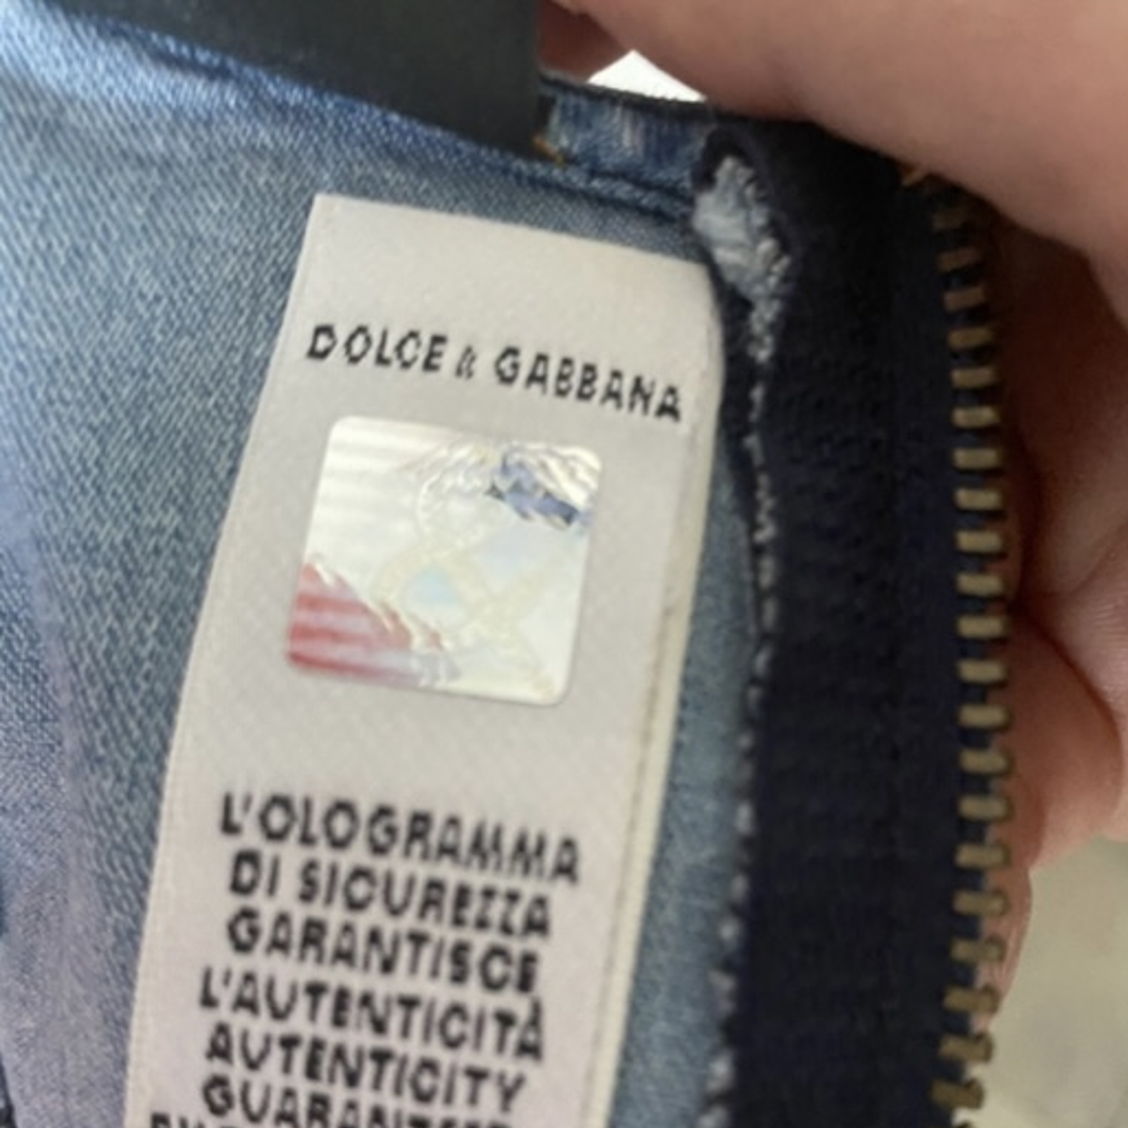 DOLCE & GABBANA
L'OLOGRAMMA
DI SICUREZZA
GARANTISCE
L'AUTENTICITÀ
AUTENTICITY